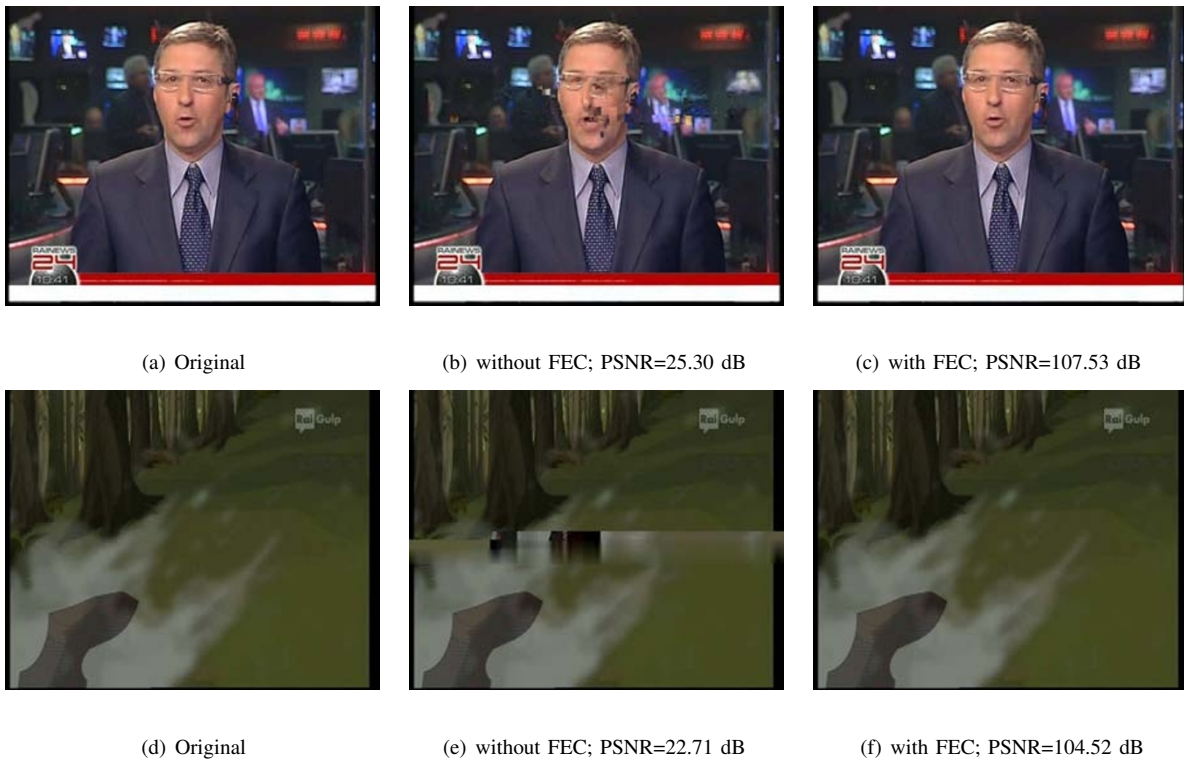 RAINEWS
24
10:41
RAINEWS
24
10:41
RAINEWS
24
10:41
(a) Original
(b) without FEC; PSNR=25.30 dB
(c) with FEC; PSNR=107.53 dB
Rai Gulp
Rai Gulp
Rai Gulp
(d) Original
(e) without FEC; PSNR=22.71 dB
(f) with FEC; PSNR=104.52 dB